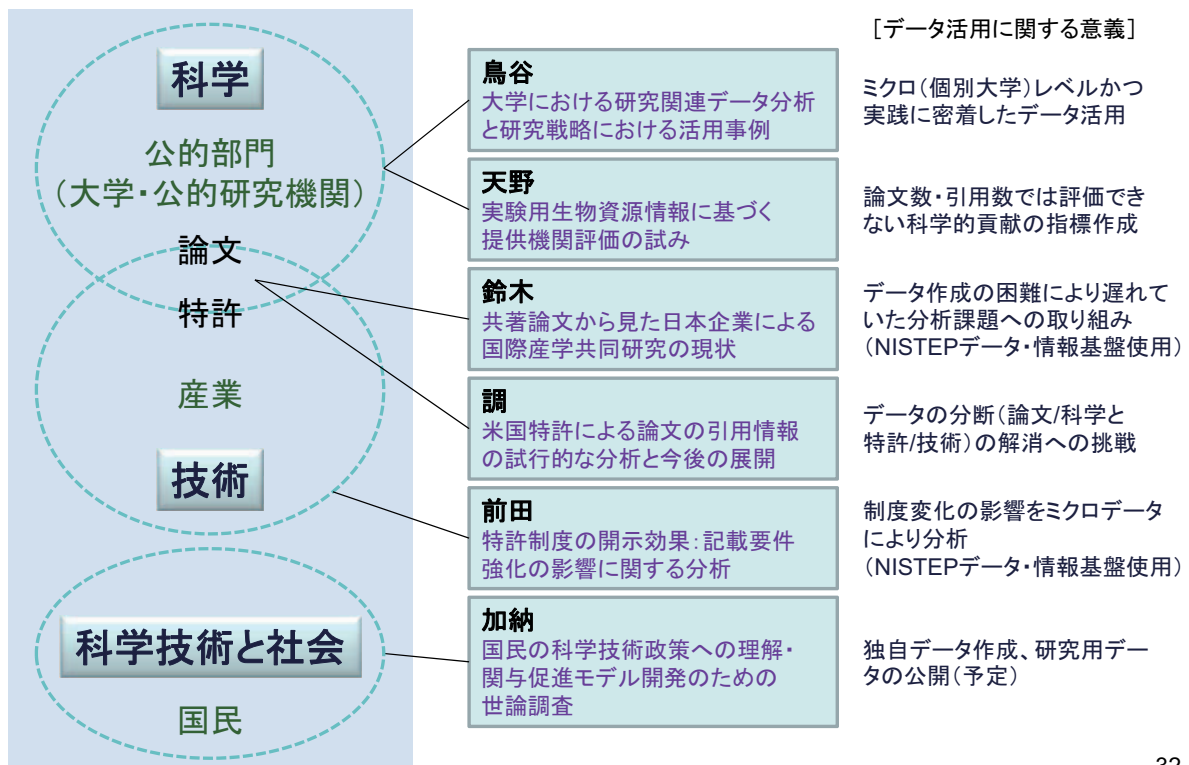 科学
公的部門
（大学・公的研究機関）
論文
特許
産業
技術
科学技術と社会
国民
鳥谷
大学における研究関連データ分析
と研究戦略における活用事例
天野
実験用生物資源情報に基づく
提供機関評価の試み
鈴木
共著論文から見た日本企業による
国際産学共同研究の現状
調
米国特許による論文の引用情報
の試行的な分析と今後の展開
前田
特許制度の開示効果：記載要件
強化の影響に関する分析
加納
国民の科学技術政策への理解・
関与促進モデル開発のための
世論調査
［データ活用に関する意義］
ミクロ（個別大学）レベルかつ
実践に密着したデータ活用
論文数・引用数では評価でき
ない科学的貢献の指標作成
データ作成の困難により遅れて
いた分析課題への取り組み
（NISTEPデータ・情報基盤使用）
データの分断（論文/科学と
特許/技術）の解消への挑戦
制度変化の影響をミクロデータ
により分析
（NISTEPデータ・情報基盤使用）
独自データ作成、研究用デー
タの公開（予定）
32